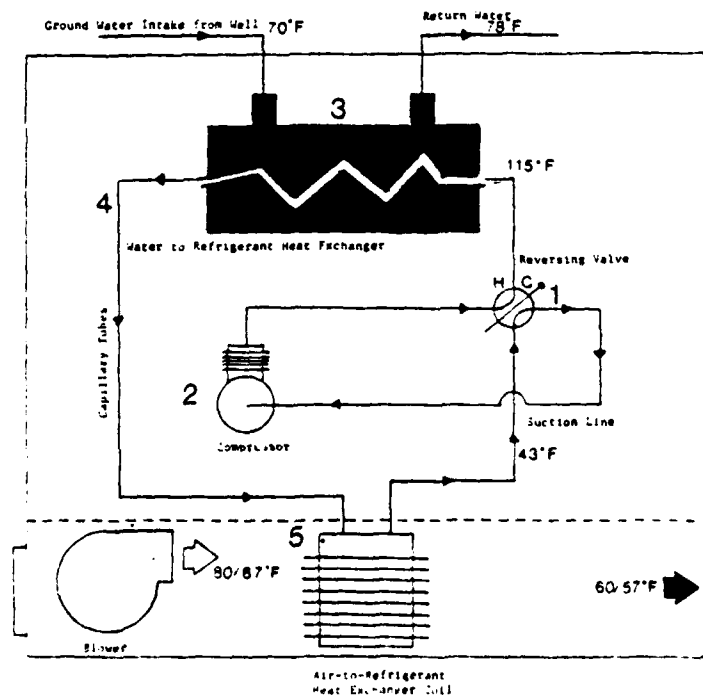 Ground Water Intake from Well
70°F
Return Water
78°F
3
115°F
4
Water to Refrigerant Heat Exchanger
Reversing Valve
H C
1
Capillary Tubes
2
Compressor
Suction Line
43°F
5
80/67°F
60/57°F
Blower
Air-to-Refrigerant
Heat Exchanger Coil